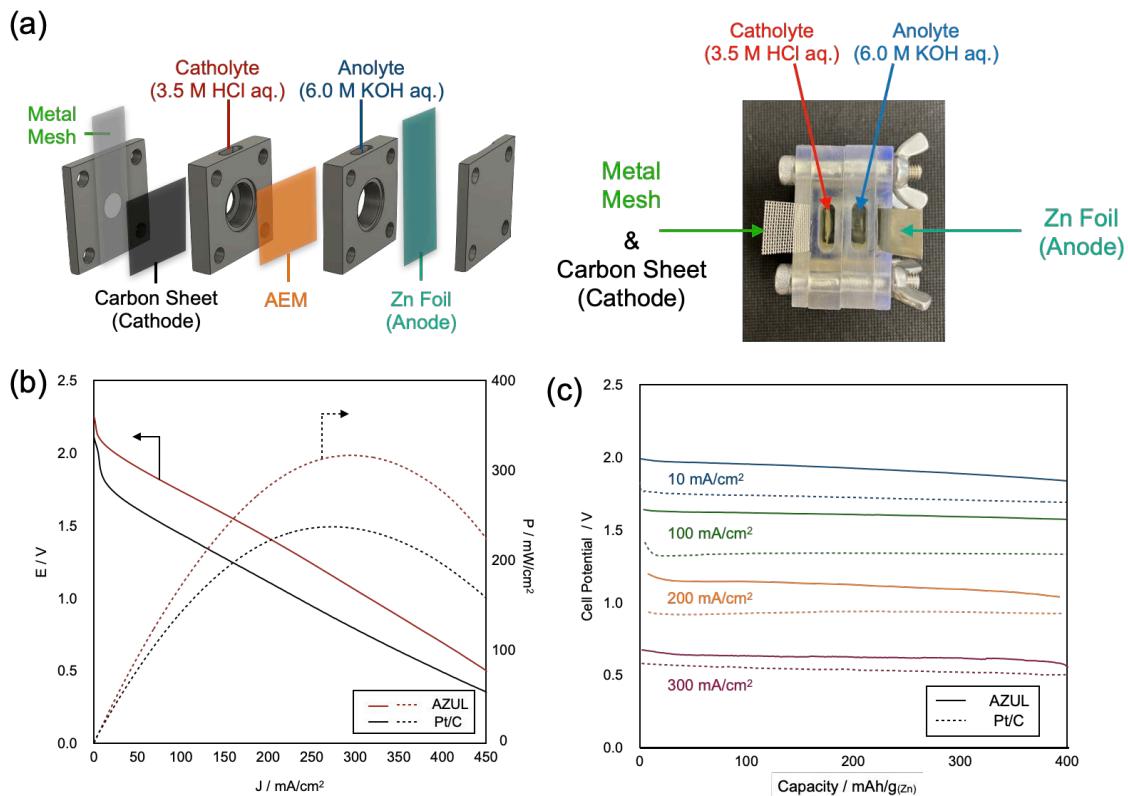 (a)
Catholyte
(3.5 M HCl aq.)
Anolyte
(6.0 M KOH aq.)
Metal
Mesh
Carbon Sheet
(Cathode)
AEM
Zn Foil
(Anode)
Catholyte
(3.5 M HCl aq.)
Anolyte
(6.0 M KOH aq.)
Metal
Mesh
&
Carbon Sheet
(Cathode)
Zn Foil
(Anode)
(b)
2.5
2.0
1.5
1.0
0.5
0.0
E / V
400
300
200
100
0
P / mW/cm²
AZUL
Pt/C
0 50 100 150 200 250 300 350 400 450
J / mA/cm²
(c)
2.5
2.0
1.5
1.0
0.5
0.0
Cell Potential / V
10 mA/cm²
100 mA/cm²
200 mA/cm²
300 mA/cm²
AZUL
Pt/C
0 100 200 300 400
Capacity / mAh/g(Zn)